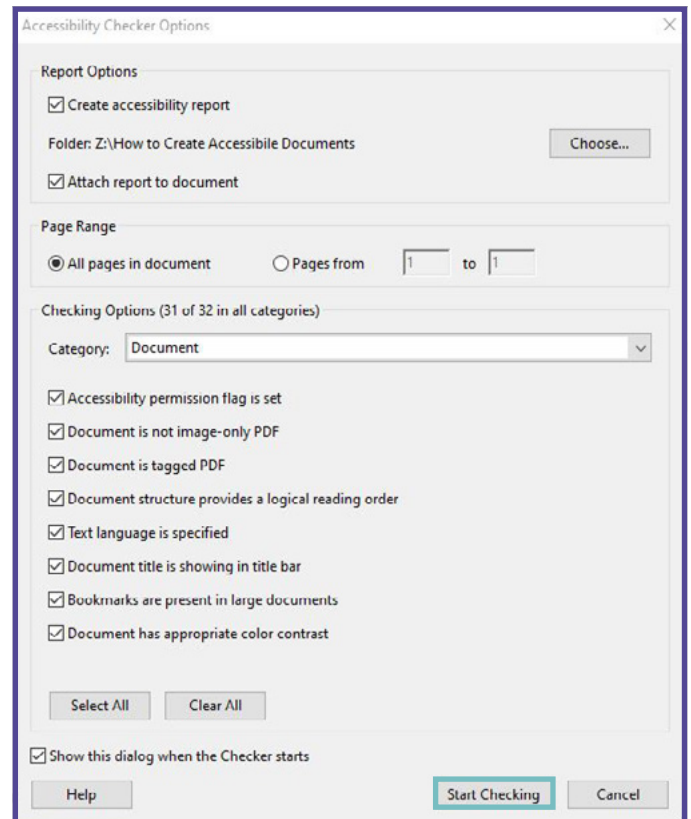 Accessibility Checker Options
Report Options
Create accessibility report
Folder: Z:\How to Create Accessibile Documents
Choose...
Attach report to document
Page Range
All pages in document Pages from 1 to 1
Checking Options (31 of 32 in all categories)
Category: Document
Accessibility permission flag is set
Document is not image-only PDF
Document is tagged PDF
Document structure provides a logical reading order
Text language is specified
Document title is showing in title bar
Bookmarks are present in large documents
Document has appropriate color contrast
Select All Clear All
Show this dialog when the Checker starts
Help Start Checking Cancel